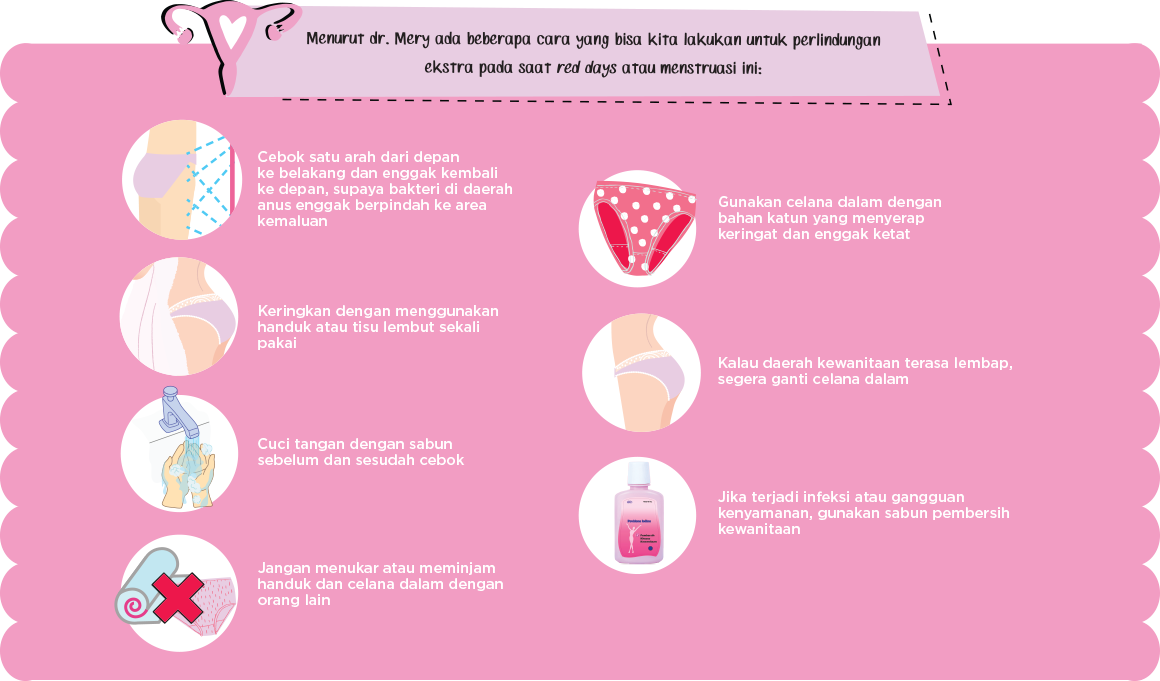 Menurut dr. Mery ada beberapa cara yang bisa kita lakukan untuk perlindungan
ekstra pada saat red days atau menstruasi ini:
Cebok satu arah dari depan
ke belakang dan enggak kembali
ke depan, supaya bakteri di daerah
anus enggak berpindah ke area
kemaluan
Keringkan dengan menggunakan
handuk atau tisu lembut sekali
pakai
Cuci tangan dengan sabun
sebelum dan sesudah cebok
Jangan menukar atau meminjam
handuk dan celana dalam dengan
orang lain
Gunakan celana dalam dengan
bahan katun yang menyerap
keringat dan enggak ketat
Kalau daerah kewanitaan terasa lembap,
segera ganti celana dalam
Jika terjadi infeksi atau gangguan
kenyamanan, gunakan sabun pembersih
kewanitaan